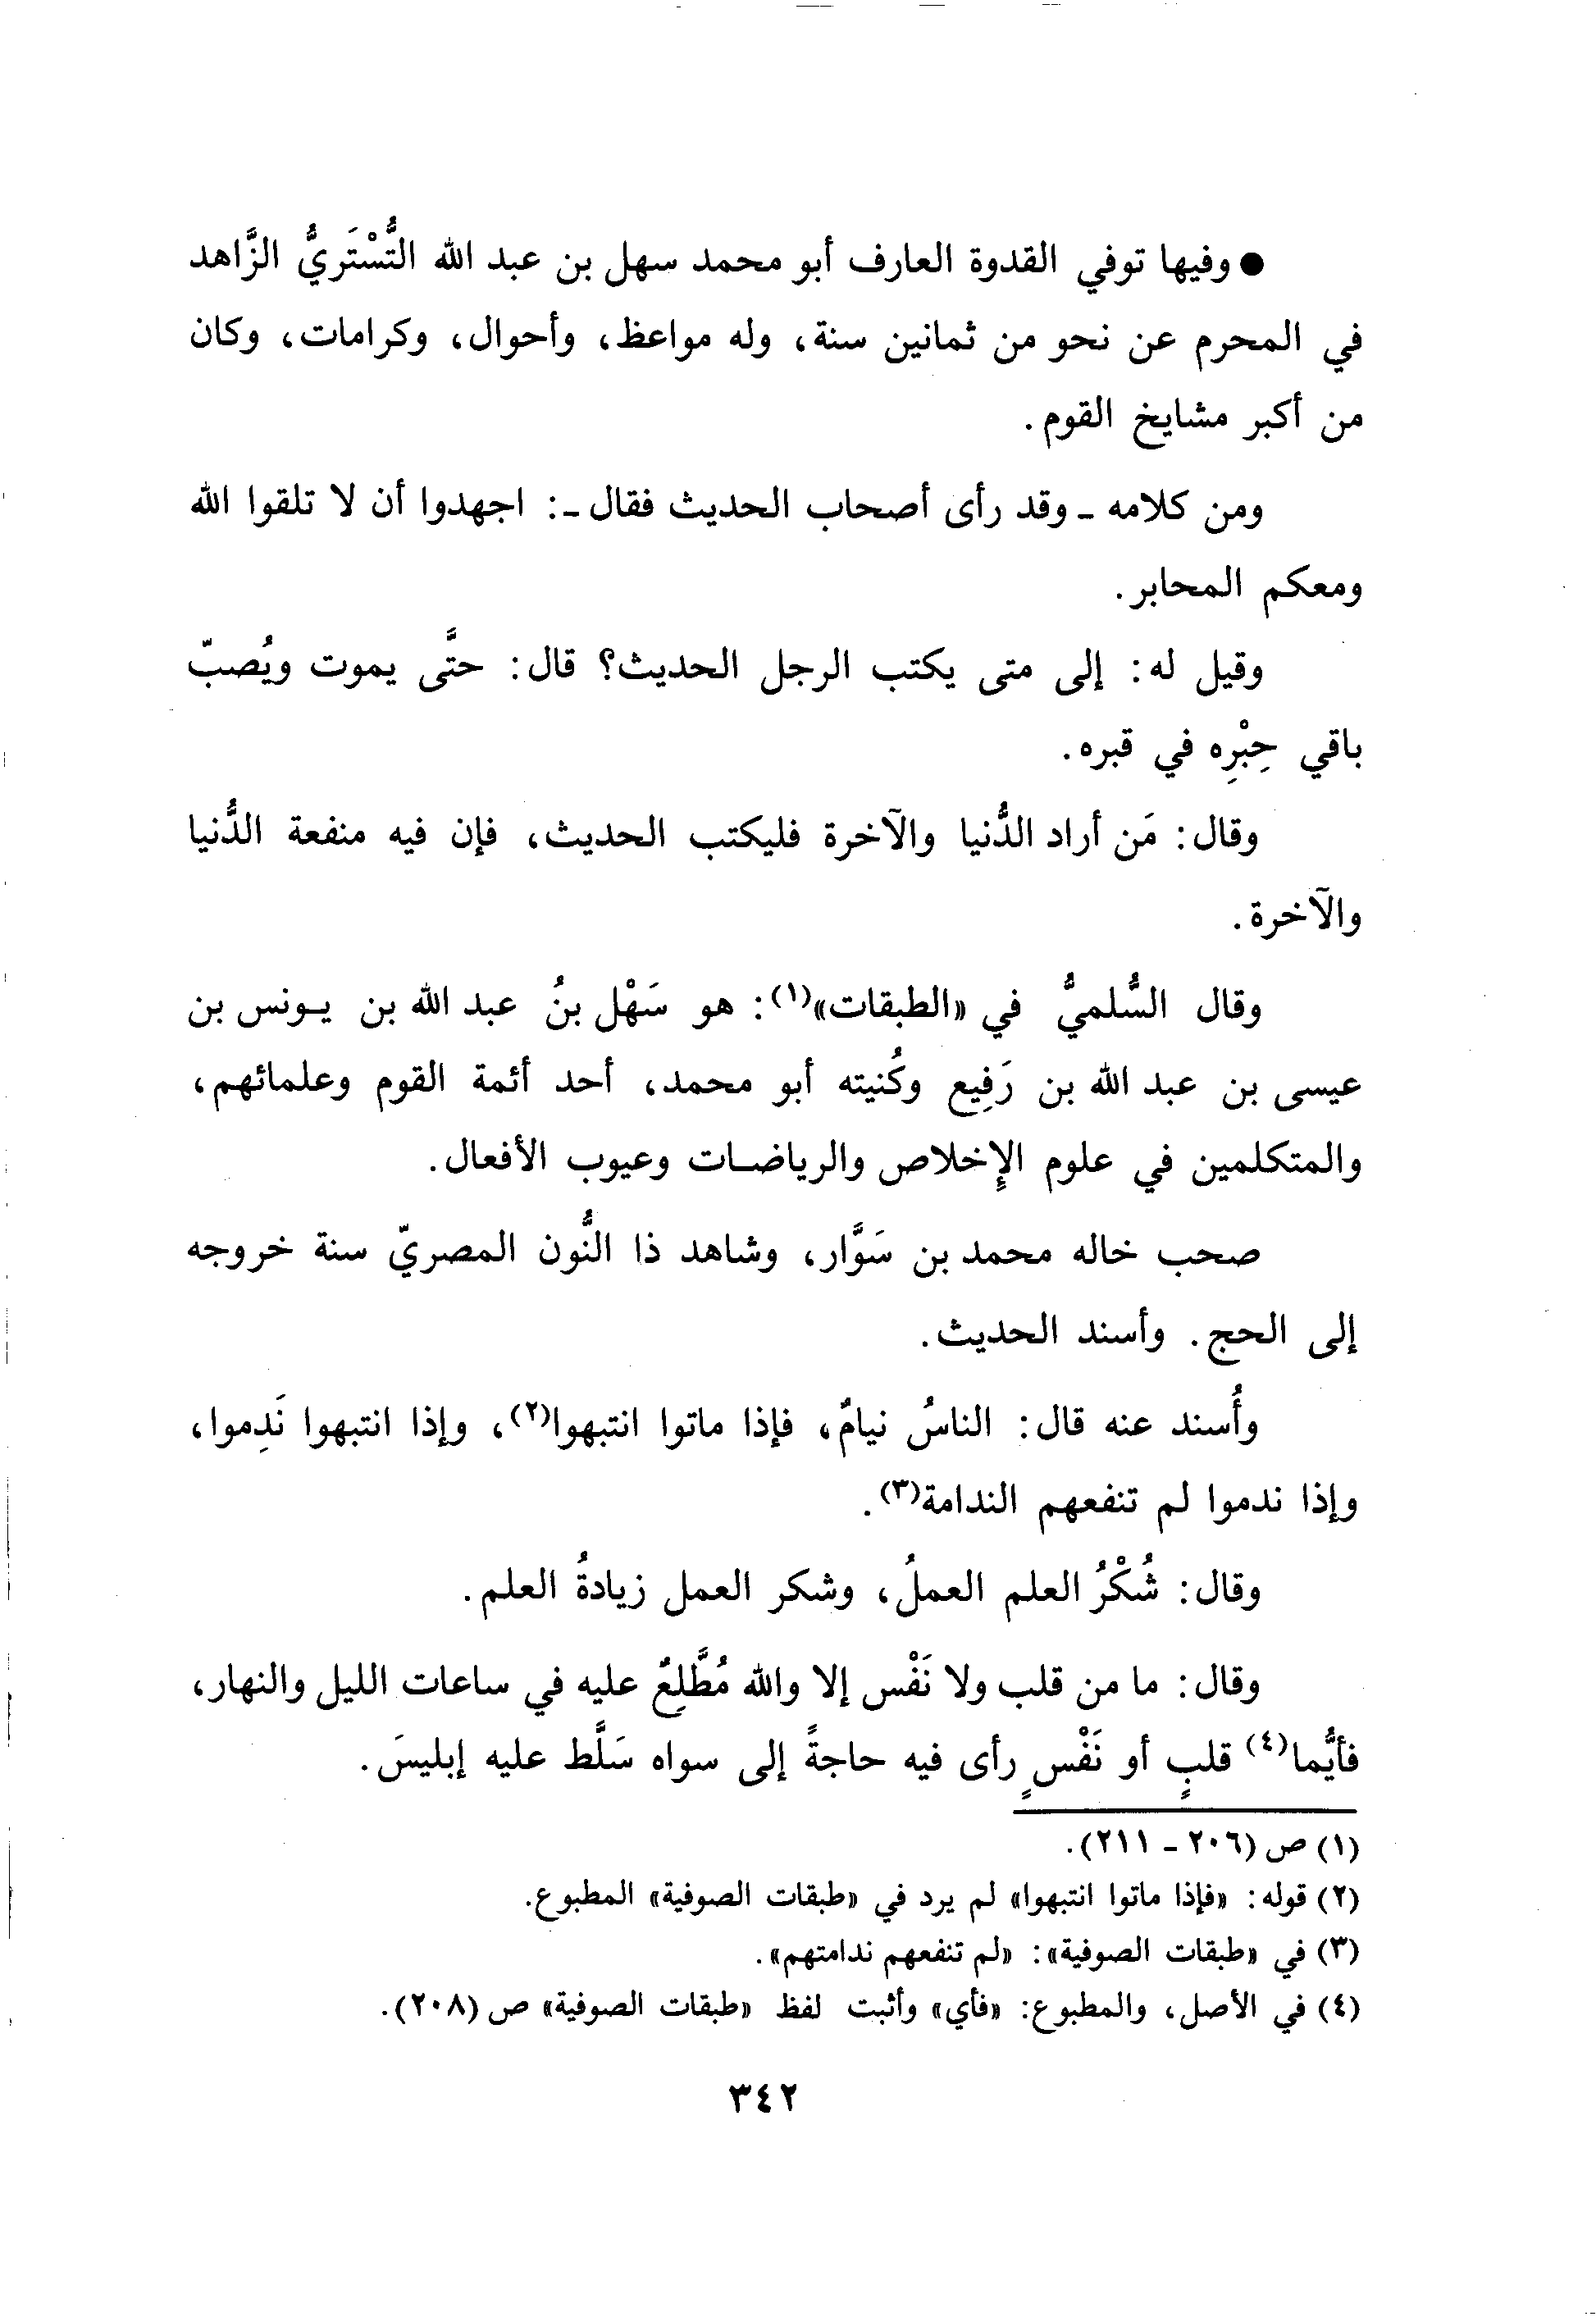 ● وفيها توفي القدوة العارف أبو محمد سهل بن عبد الله التُّسْتَريُّ الزَّاهد
في المحرم عن نحو من ثمانين سنة، وله مواعظ، وأحوال، وكرامات، وكان
من أكبر مشايخ القوم.
ومن كلامه - وقد رأى أصحاب الحديث فقال -: اجهدوا أن لا تلقوا الله
ومعكم المحابر.
وقيل له: إلى متى يكتب الرجل الحديث؟ قال: حتَّى يموت ويُصبّ
باقي حِبْرِه في قبره.
وقال: مَن أراد الدُّنيا والآخرة فليكتب الحديث، فإن فيه منفعة الدُّنيا
والآخرة.
وقال السُّلميُّ في «الطبقات»(١): هو سَهْل بنُ عبد الله بن يـونس بن
عيسى بن عبد الله بن رَفِيع وكُنيته أبو محمد، أحد أئمة القوم وعلمائهم،
والمتكلمين في علوم الإِخلاص والرياضـات وعيوب الأفعال.
صحب خاله محمد بن سَوَّار، وشاهد ذا النُّون المصريّ سنة خروجه
إلى الحج. وأسند الحديث.
وأُسند عنه قال: الناسُ نيامٌ، فإذا ماتوا انتبهوا(٢)، وإذا انتبهوا نَدِموا،
وإذا ندموا لم تنفعهم الندامة(٣).
وقال: شُكْرُ العلم العملُ، وشكر العمل زيادةُ العلم.
وقال: ما من قلب ولا نَفْس إلا والله مُطَّلِعٌ عليه في ساعات الليل والنهار،
فأيُّما(٤) قلبٍ أو نَفْسٍ رأى فيه حاجةً إلى سواه سَلَّط عليه إبليسَ.
(١) ص (٢٠٦ - ٢١١).
(٢) قوله: «فإذا ماتوا انتبهوا» لم يرد في «طبقات الصوفية» المطبوع.
(٣) في «طبقات الصوفية»: «لم تنفعهم ندامتهم».
(٤) في الأصل، والمطبوع: «فأي» وأثبت لفظ «طبقات الصوفية» ص (٢٠٨).
٣٤٢